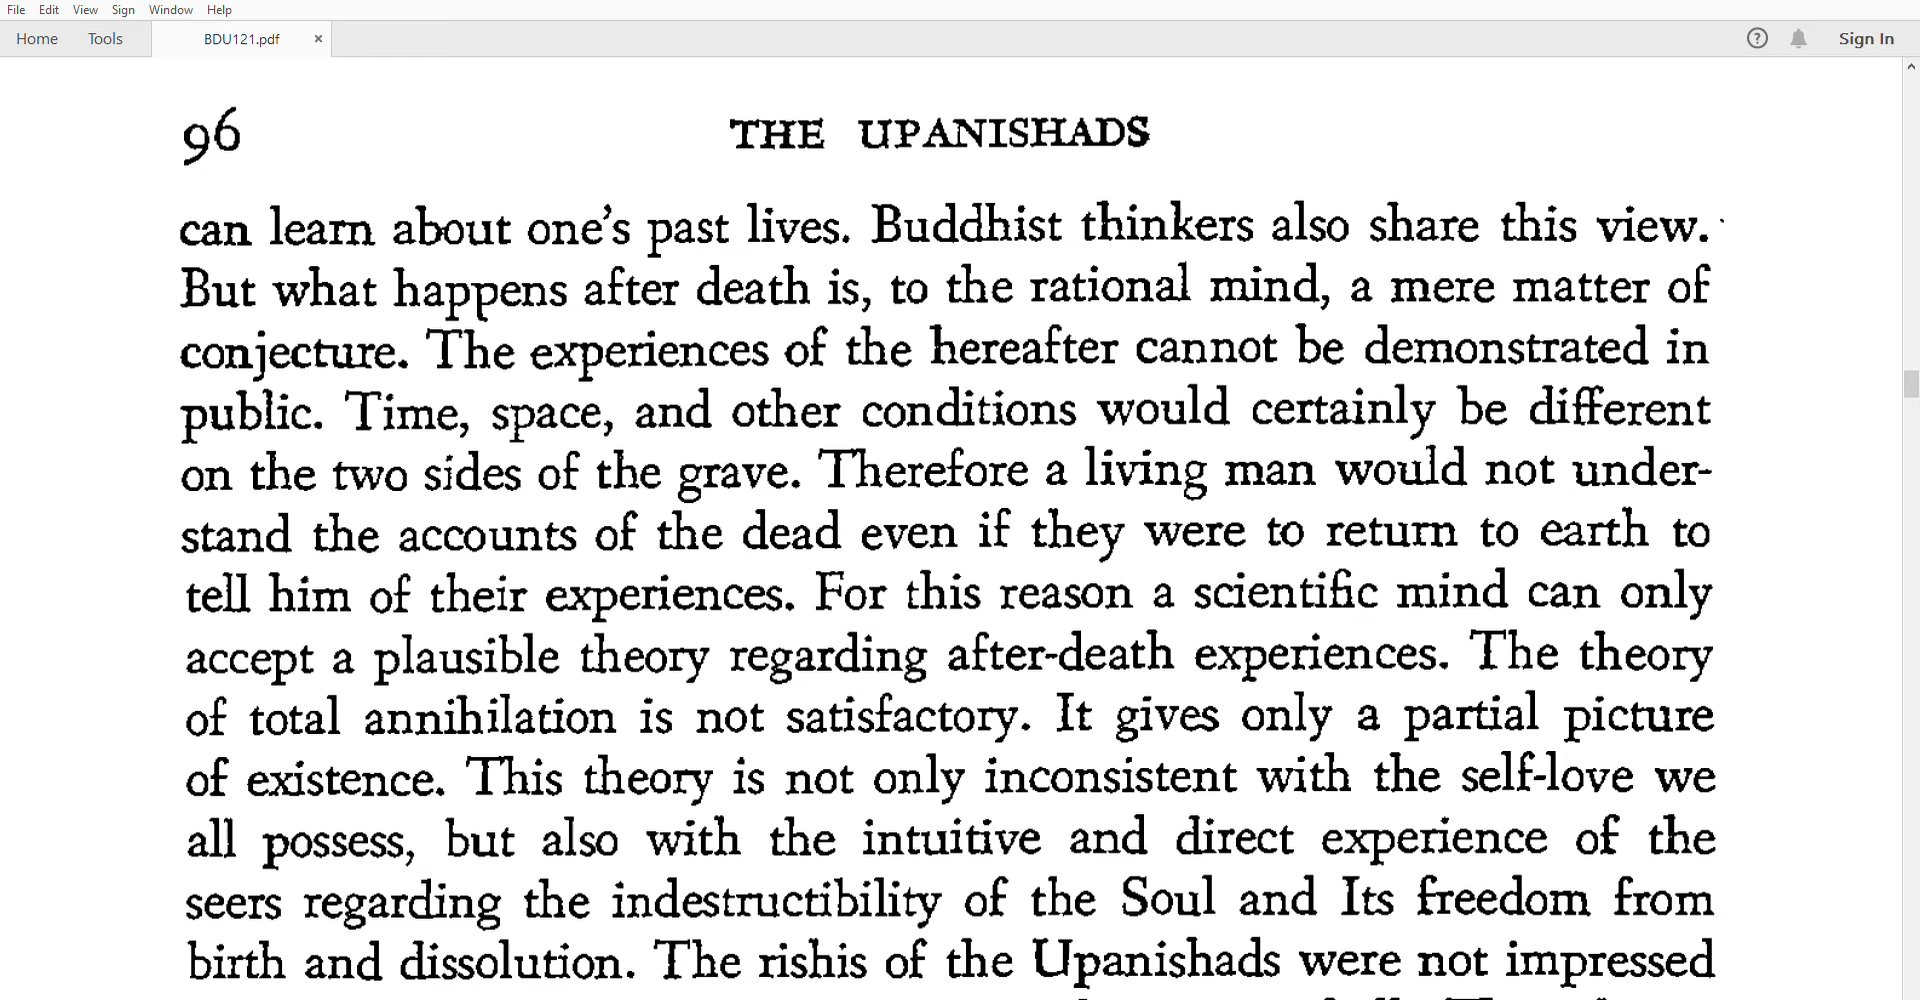 File Edit View Sign Window Help
Home Tools BDU121.pdf × ? Sign In
96 THE UPANISHADS
can learn about one's past lives. Buddhist thinkers also share this view.
But what happens after death is, to the rational mind, a mere matter of
conjecture. The experiences of the hereafter cannot be demonstrated in
public. Time, space, and other conditions would certainly be different
on the two sides of the grave. Therefore a living man would not under-
stand the accounts of the dead even if they were to return to earth to
tell him of their experiences. For this reason a scientific mind can only
accept a plausible theory regarding after-death experiences. The theory
of total annihilation is not satisfactory. It gives only a partial picture
of existence. This theory is not only inconsistent with the self-love we
all possess, but also with the intuitive and direct experience of the
seers regarding the indestructibility of the Soul and Its freedom from
birth and dissolution. The rishis of the Upanishads were not impressed